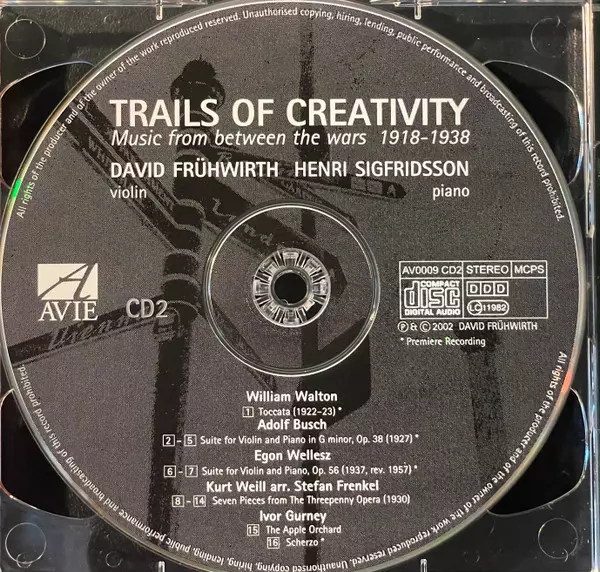 All rights of the producer and of the owner of the work reproduced reserved. Unauthorised copying, hiring, lending, public performance and broadcasting of this record prohibited.
TRAILS OF CREATIVITY
Music from between the wars 1918-1938
DAVID FRÜHWIRTH HENRI SIGFRIDSSON
violin piano
A
AVIE
CD2
AV0009 CD2 STEREO MCPS
COMPACT
disc
DIGITAL AUDIO
DDD
LC 11982
℗ & © 2002 DAVID FRÜHWIRTH
* Premiere Recording
William Walton
1 Toccata (1922-23) *
Adolf Busch
2 - 5 Suite for Violin and Piano in G minor, Op. 38 (1927) *
Egon Wellesz
6 - 7 Suite for Violin and Piano, Op. 56 (1937, rev. 1957) *
Kurt Weill arr. Stefan Frenkel
8 - 14 Seven Pieces from The Threepenny Opera (1930)
Ivor Gurney
15 The Apple Orchard
16 Scherzo *
All rights of the producer and of the owner of the work reproduced reserved. Unauthorised copying, hiring, lending, public performance and broadcasting of this record prohibited.